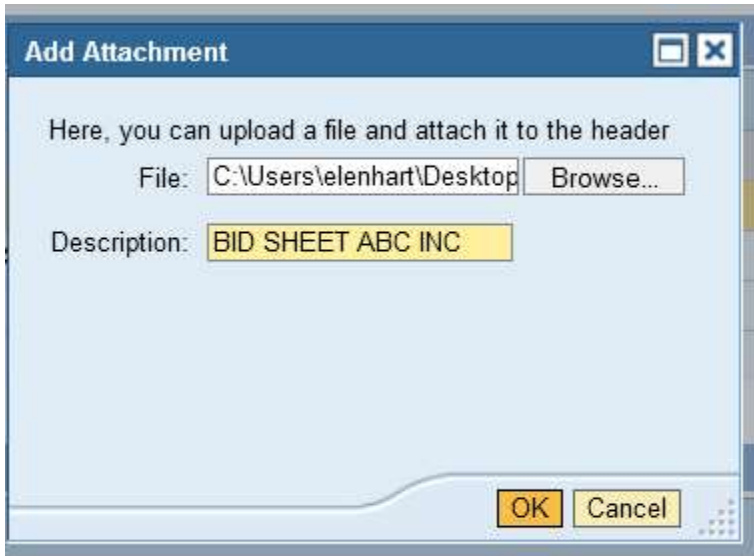 Add Attachment
Here, you can upload a file and attach it to the header
File: C:\Users\elenhart\Desktop Browse...
Description: BID SHEET ABC INC
OK Cancel